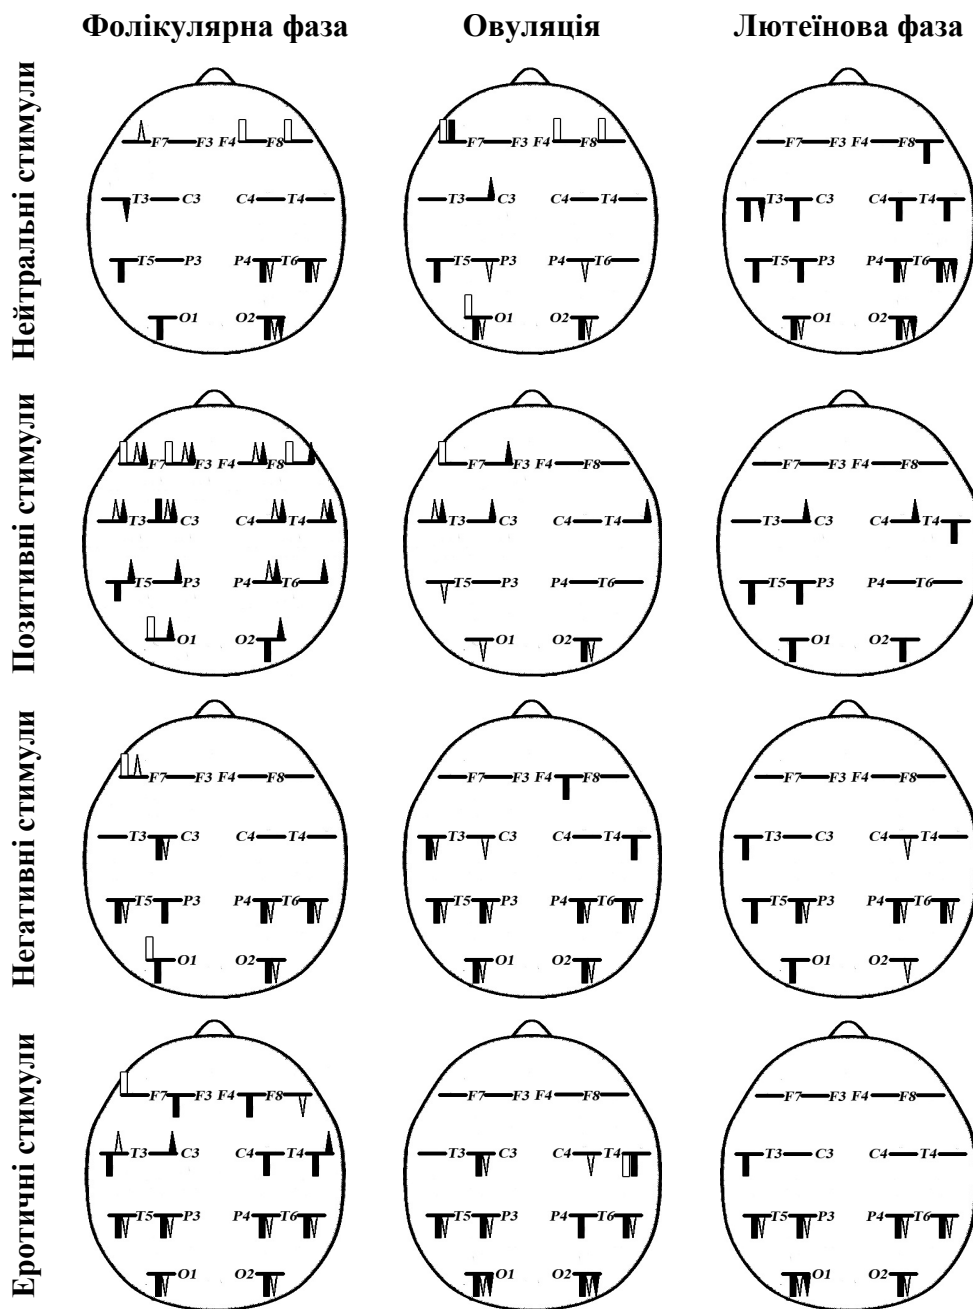 Фолікулярна фаза Овуляція Лютеїнова фаза
Нейтральні стимули
F7 F3 F4 F8 F7 F3 F4 F8 F7 F3 F4 F8
T3 C3 C4 T4 T3 C3 C4 T4 T3 C3 C4 T4
T5 P3 P4 T6 T5 P3 P4 T6 T5 P3 P4 T6
O1 O2 O1 O2 O1 O2
Позитивні стимули
F7 F3 F4 F8 F7 F3 F4 F8 F7 F3 F4 F8
T3 C3 C4 T4 T3 C3 C4 T4 T3 C3 C4 T4
T5 P3 P4 T6 T5 P3 P4 T6 T5 P3 P4 T6
O1 O2 O1 O2 O1 O2
Негативні стимули
F7 F3 F4 F8 F7 F3 F4 F8 F7 F3 F4 F8
T3 C3 C4 T4 T3 C3 C4 T4 T3 C3 C4 T4
T5 P3 P4 T6 T5 P3 P4 T6 T5 P3 P4 T6
O1 O2 O1 O2 O1 O2
Еротичні стимули
F7 F3 F4 F8 F7 F3 F4 F8 F7 F3 F4 F8
T3 C3 C4 T4 T3 C3 C4 T4 T3 C3 C4 T4
T5 P3 P4 T6 T5 P3 P4 T6 T5 P3 P4 T6
O1 O2 O1 O2 O1 O2